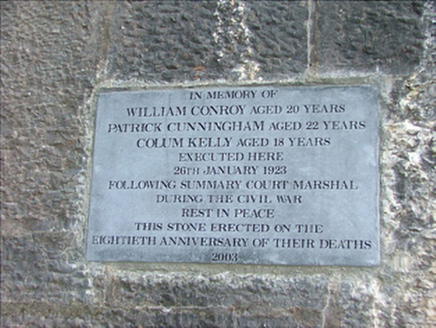 IN MEMORY OF
WILLIAM CONROY AGED 20 YEARS
PATRICK CUNNINGHAM AGED 22 YEARS
COLUM KELLY AGED 18 YEARS
EXECUTED HERE
26TH JANUARY 1923
FOLLOWING SUMMARY COURT MARSHAL
DURING THE CIVIL WAR
REST IN PEACE
THIS STONE ERECTED ON THE
EIGHTIETH ANNIVERSARY OF THEIR DEATHS
2003